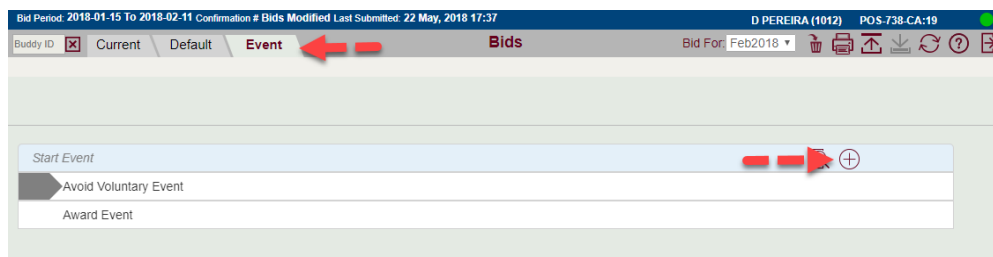 Bid Period: 2018-01-15 To 2018-02-11 Confirmation # Bids Modified Last Submitted: 22 May, 2018 17:37 D PEREIRA (1012) POS-738-CA:19
Buddy ID Current Default Event Bids Bid For: Feb2018
Start Event
Avoid Voluntary Event
Award Event